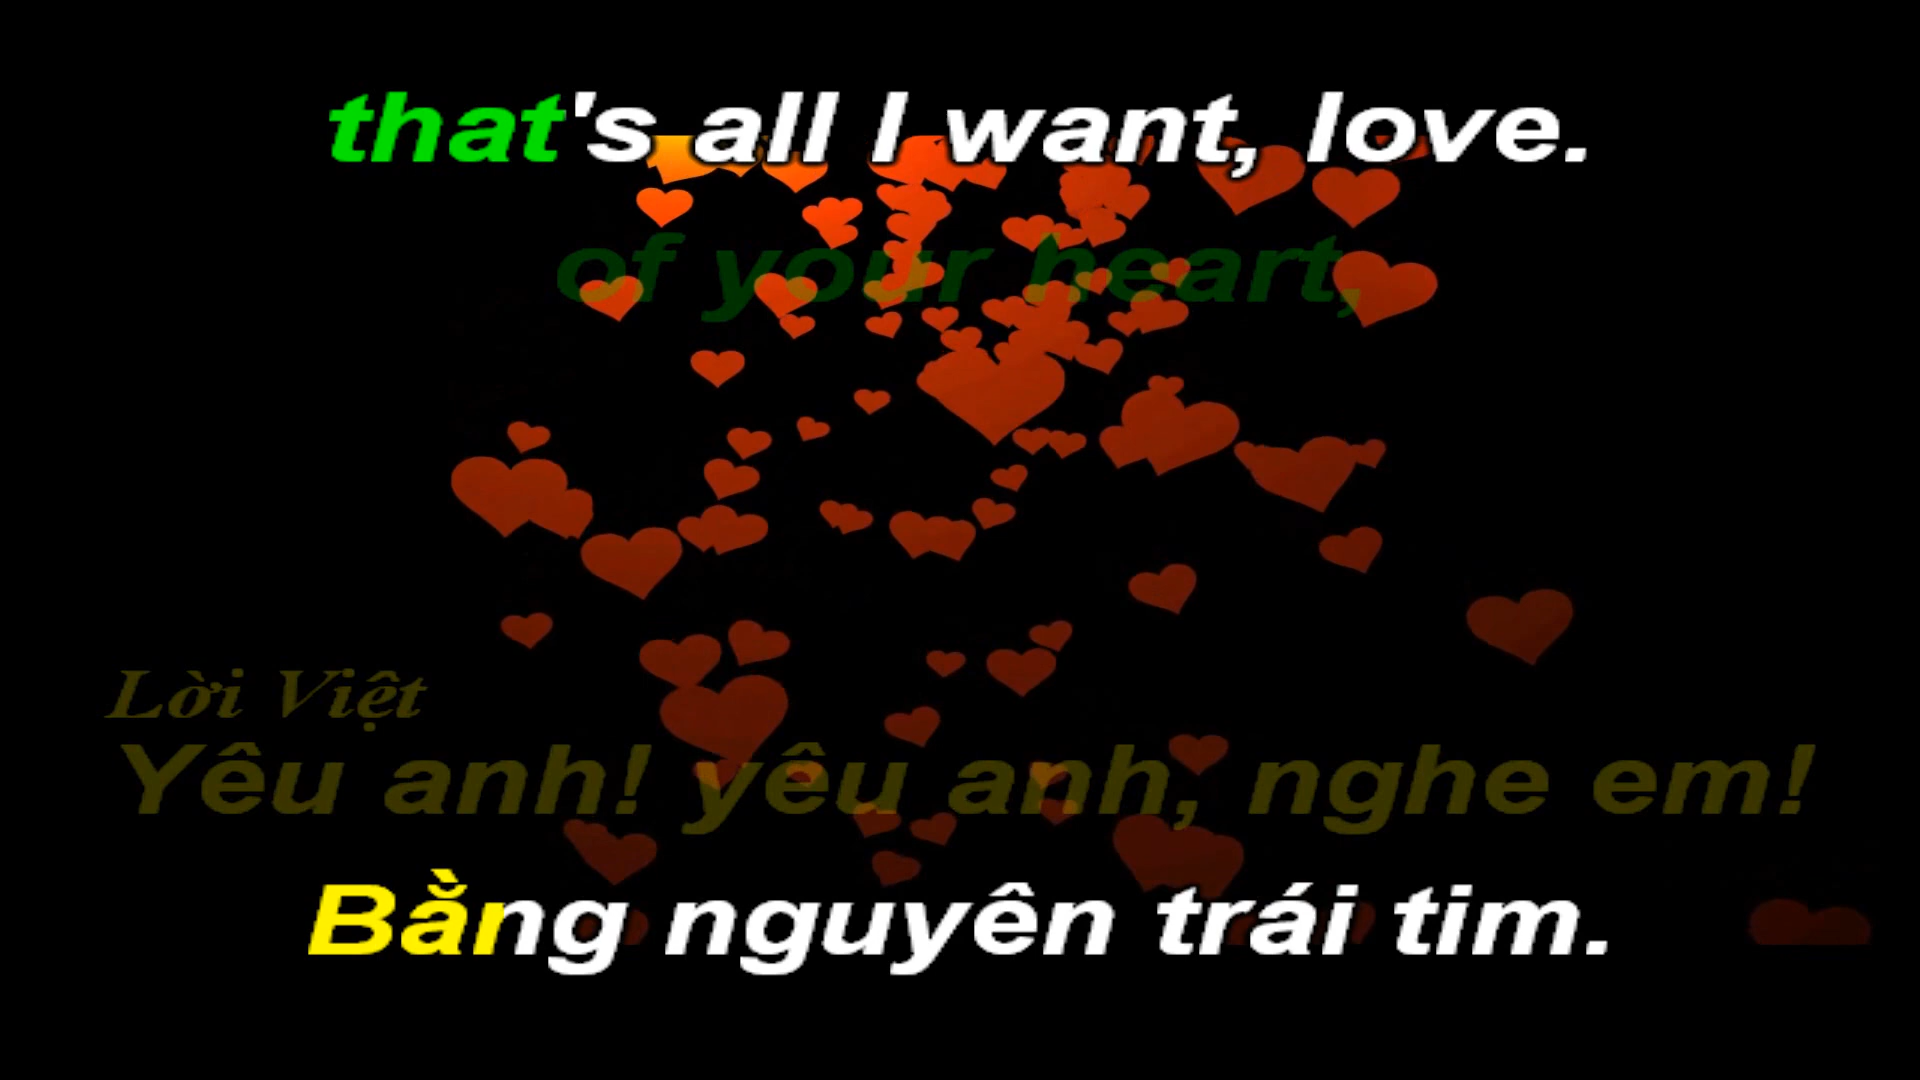 that's all I want, love.
of your heart,
Lời Việt
Yêu anh! yêu anh, nghe em!
Bằng nguyên trái tim.